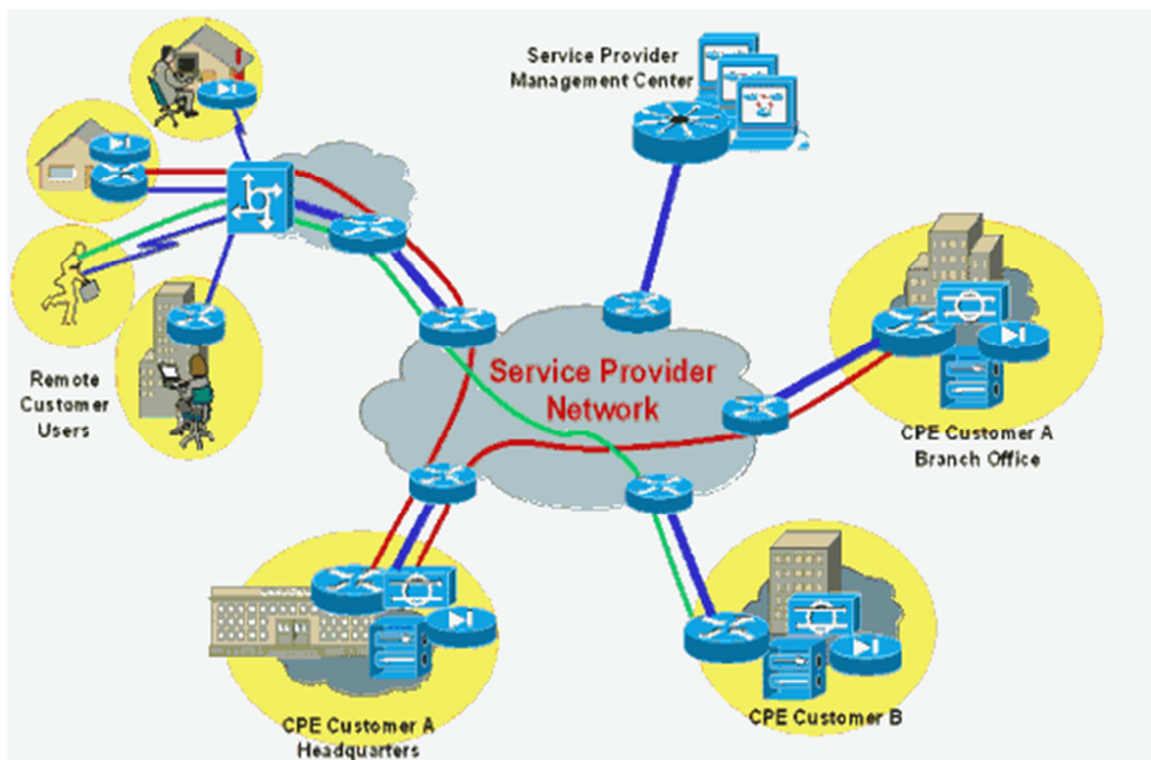 Service Provider
Management Center
Remote
Customer
Users
Service Provider
Network
CPE Customer A
Branch Office
CPE Customer A
Headquarters
CPE Customer B